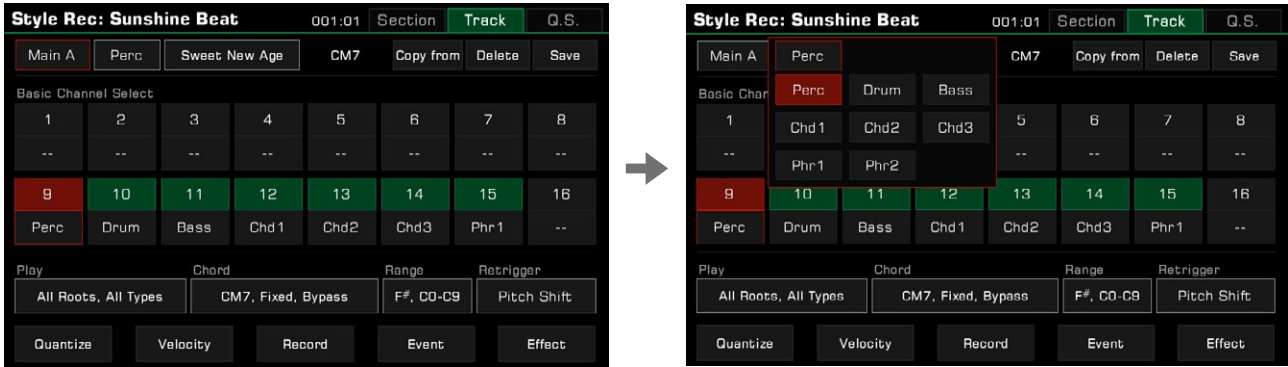 Style Rec: Sunshine Beat 001:01 Section Track Q.S.
Main A Perc Sweet New Age CM7 Copy from Delete Save
Basic Channel Select
1 2 3 4 5 6 7 8
-- -- -- -- -- -- -- --
9 10 11 12 13 14 15 16
Perc Drum Bass Chd1 Chd2 Chd3 Phr1 --
Play Chord Range Retrigger
All Roots, All Types CM7, Fixed, Bypass F#, C0-C9 Pitch Shift
Quantize Velocity Record Event Effect
Style Rec: Sunshine Beat 001:01 Section Track Q.S.
Main A Perc CM7 Copy from Delete Save
Basic Char Perc Drum Bass
1 Chd1 Chd2 Chd3 5 6 7 8
-- Phr1 Phr2 -- -- -- --
9 10 11 12 13 14 15 16
Perc Drum Bass Chd1 Chd2 Chd3 Phr1 --
Play Chord Range Retrigger
All Roots, All Types CM7, Fixed, Bypass F#, C0-C9 Pitch Shift
Quantize Velocity Record Event Effect